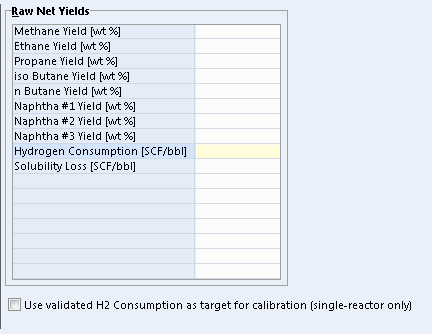 Raw Net Yields
Methane Yield [wt %]
Ethane Yield [wt %]
Propane Yield [wt %]
iso Butane Yield [wt %]
n Butane Yield [wt %]
Naphtha #1 Yield [wt %]
Naphtha #2 Yield [wt %]
Naphtha #3 Yield [wt %]
Hydrogen Consumption [SCF/bbl]
Solubility Loss [SCF/bbl]
Use validated H2 Consumption as target for calibration (single-reactor only)